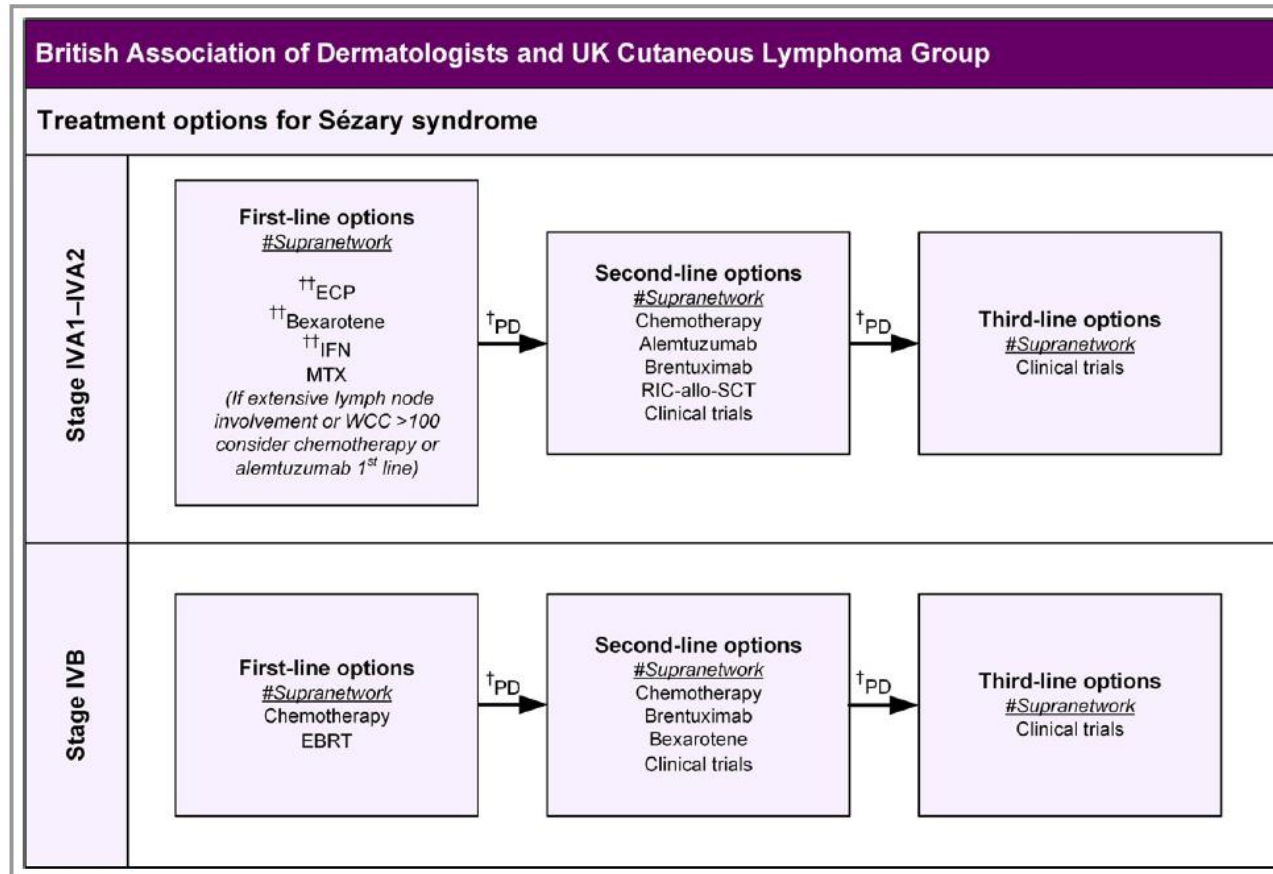 British Association of Dermatologists and UK Cutaneous Lymphoma Group
Treatment options for Sézary syndrome
Stage IVA1–IVA2
First-line options
#Supranetwork
††ECP
††Bexarotene
††IFN
MTX
(If extensive lymph node
involvement or WCC >100
consider chemotherapy or
alemtuzumab 1st line)
†PD
Second-line options
#Supranetwork
Chemotherapy
Alemtuzumab
Brentuximab
RIC-allo-SCT
Clinical trials
†PD
Third-line options
#Supranetwork
Clinical trials
Stage IVB
First-line options
#Supranetwork
Chemotherapy
EBRT
†PD
Second-line options
#Supranetwork
Chemotherapy
Brentuximab
Bexarotene
Clinical trials
†PD
Third-line options
#Supranetwork
Clinical trials